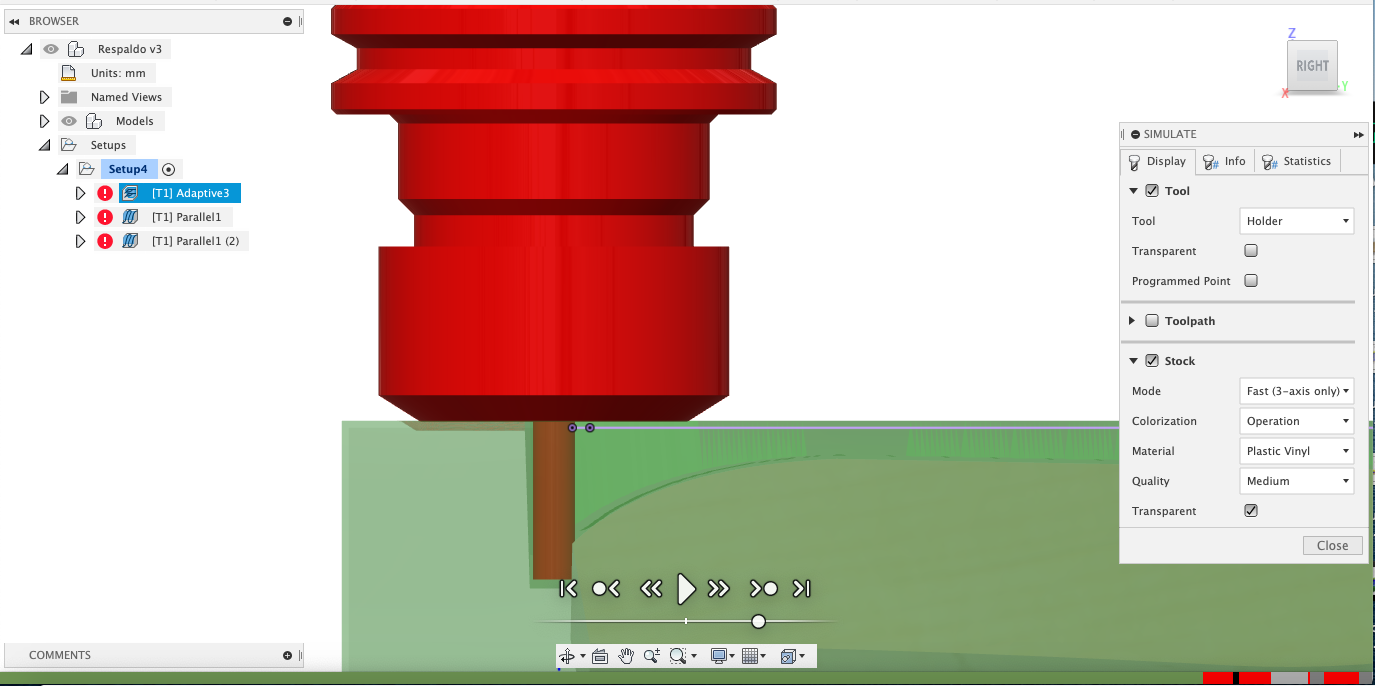 BROWSER
Respaldo v3
Units: mm
Named Views
Models
Setups
Setup4
[T1] Adaptive3
[T1] Parallel1
[T1] Parallel1 (2)
COMMENTS
Z
RIGHT
X
Y
SIMULATE
Display
Info
Statistics
Tool
Tool Holder
Transparent
Programmed Point
Toolpath
Stock
Mode Fast (3-axis only)
Colorization Operation
Material Plastic Vinyl
Quality Medium
Transparent
Close